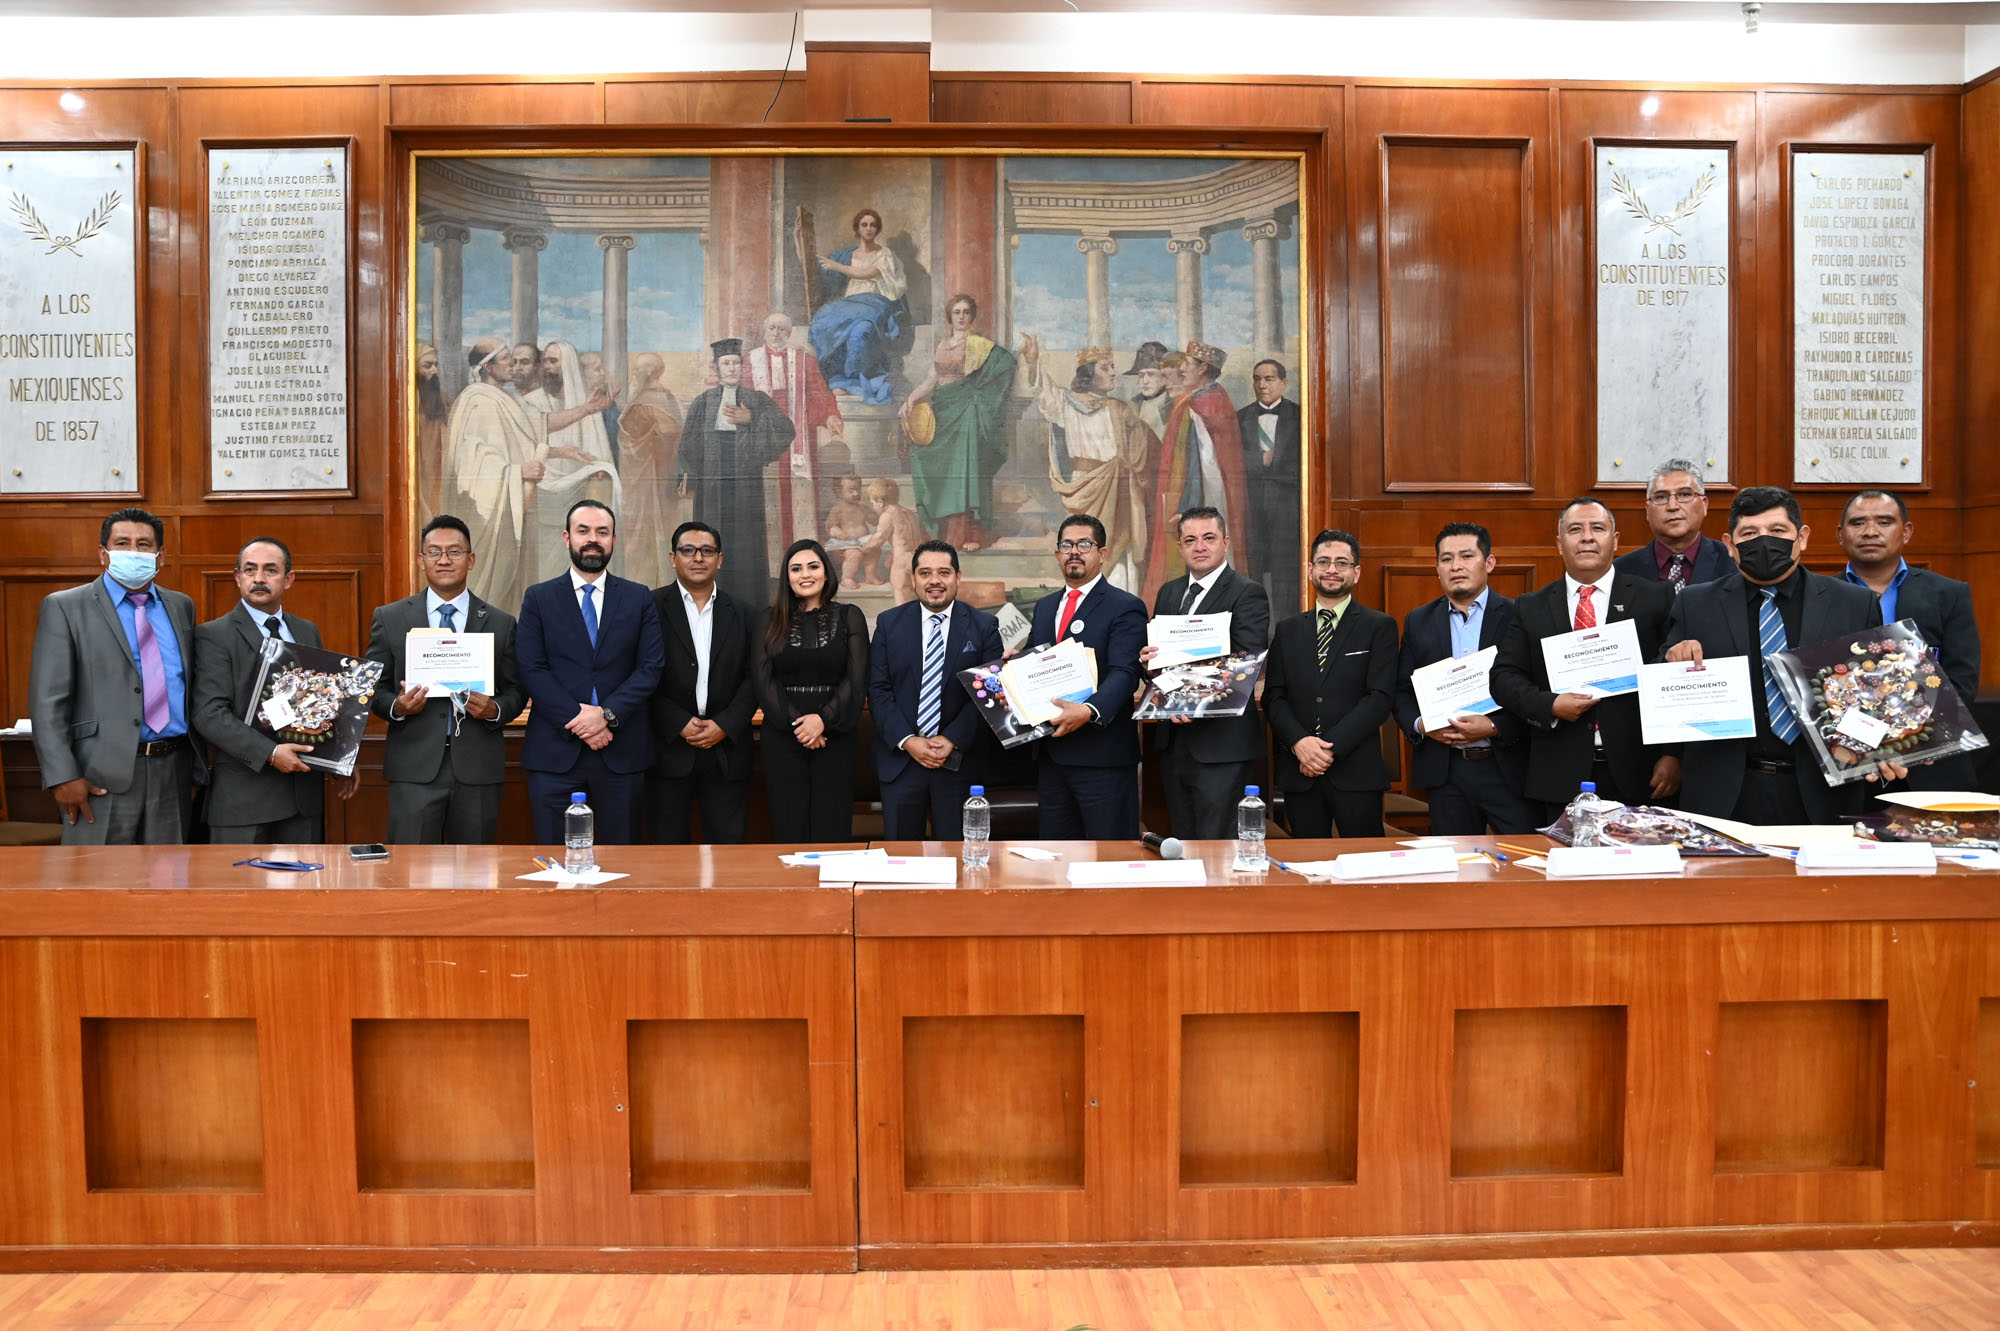 A LOS
CONSTITUYENTES
MEXIQUENSES
DE 1857
MARIANO ARIZCORRETA
VALENTIN GOMEZ FARIAS
JOSE MARIA ROMERO DIAZ
LEÓN GUZMAN
MELCHOR OCAMPO
ISIDRO OLVERA
PONCIANO ARRIAGA
DIEGO ALVAREZ
ANTONIO ESCUDERO
FERNANDO GARCIA
Y CABALLERO
GUILLERMO PRIETO
FRANCISCO MODESTO
OLAGUIBEL
JOSÉ LUIS REVILLA
JULIAN ESTRADA
MANUEL FERNANDO SOTO
IGNACIO PEÑA Y BARRAGAN
ESTEBAN PAEZ
JUSTINO FERNANDEZ
VALENTIN GOMEZ TAGLE
A LOS
CONSTITUYENTES
DE 1917
CARLOS PICHARDO
JOSE LOPEZ BONAGA
DAVID ESPINOZA GARCIA
PROTACIO I. GOMEZ
PROCORO DORANTES
CARLOS CAMPOS
MIGUEL FLORES
MALAQUIAS HUITRON
ISIDRO BECERRIL
RAYMUNDO R. CARDENAS
TRANQUILINO SALGADO
GABINO HERNÁNDEZ
ENRIQUE MILLAN CEJUDO
GERMAN GARCIA SALGADO
ISAAC COLIN.
RECONOCIMIENTO
RECONOCIMIENTO
RECONOCIMIENTO
RECONOCIMIENTO
RECONOCIMIENTO
RECONOCIMIENTO